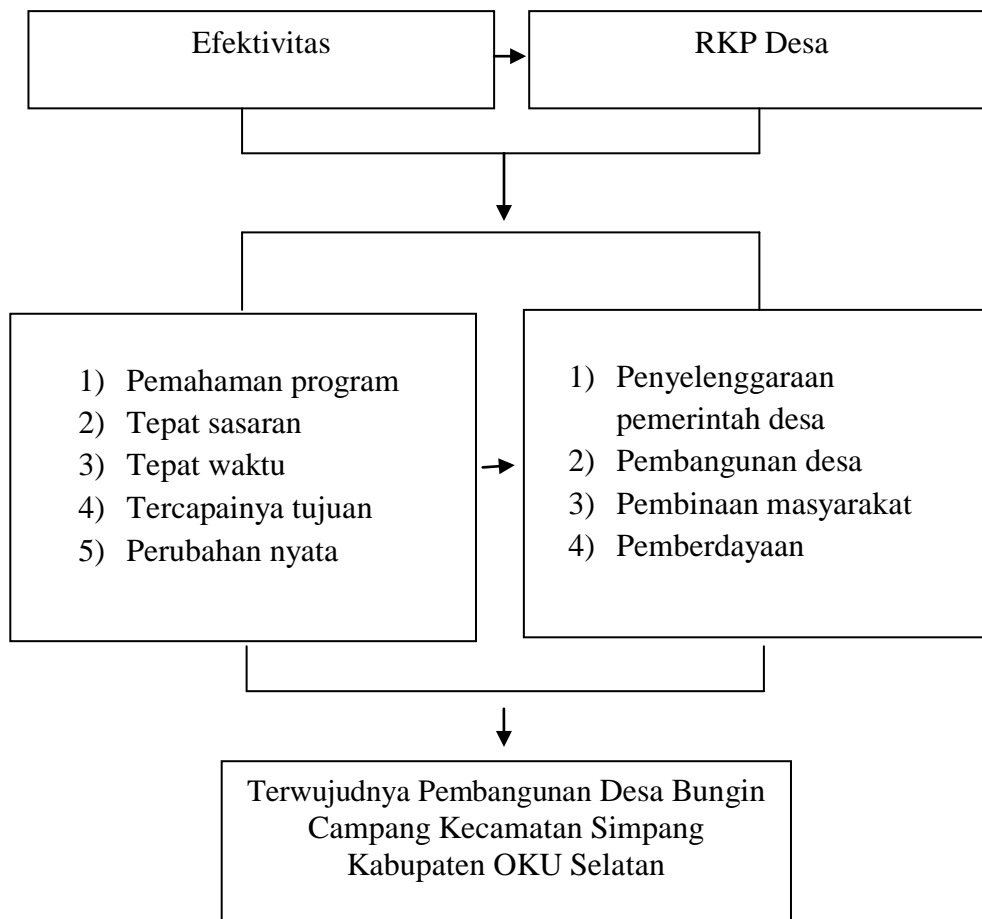 Efektivitas
RKP Desa
1) Pemahaman program
2) Tepat sasaran
3) Tepat waktu
4) Tercapainya tujuan
5) Perubahan nyata
1) Penyelenggaraan
pemerintah desa
2) Pembangunan desa
3) Pembinaan masyarakat
4) Pemberdayaan
Terwujudnya Pembangunan Desa Bungin
Campang Kecamatan Simpang
Kabupaten OKU Selatan